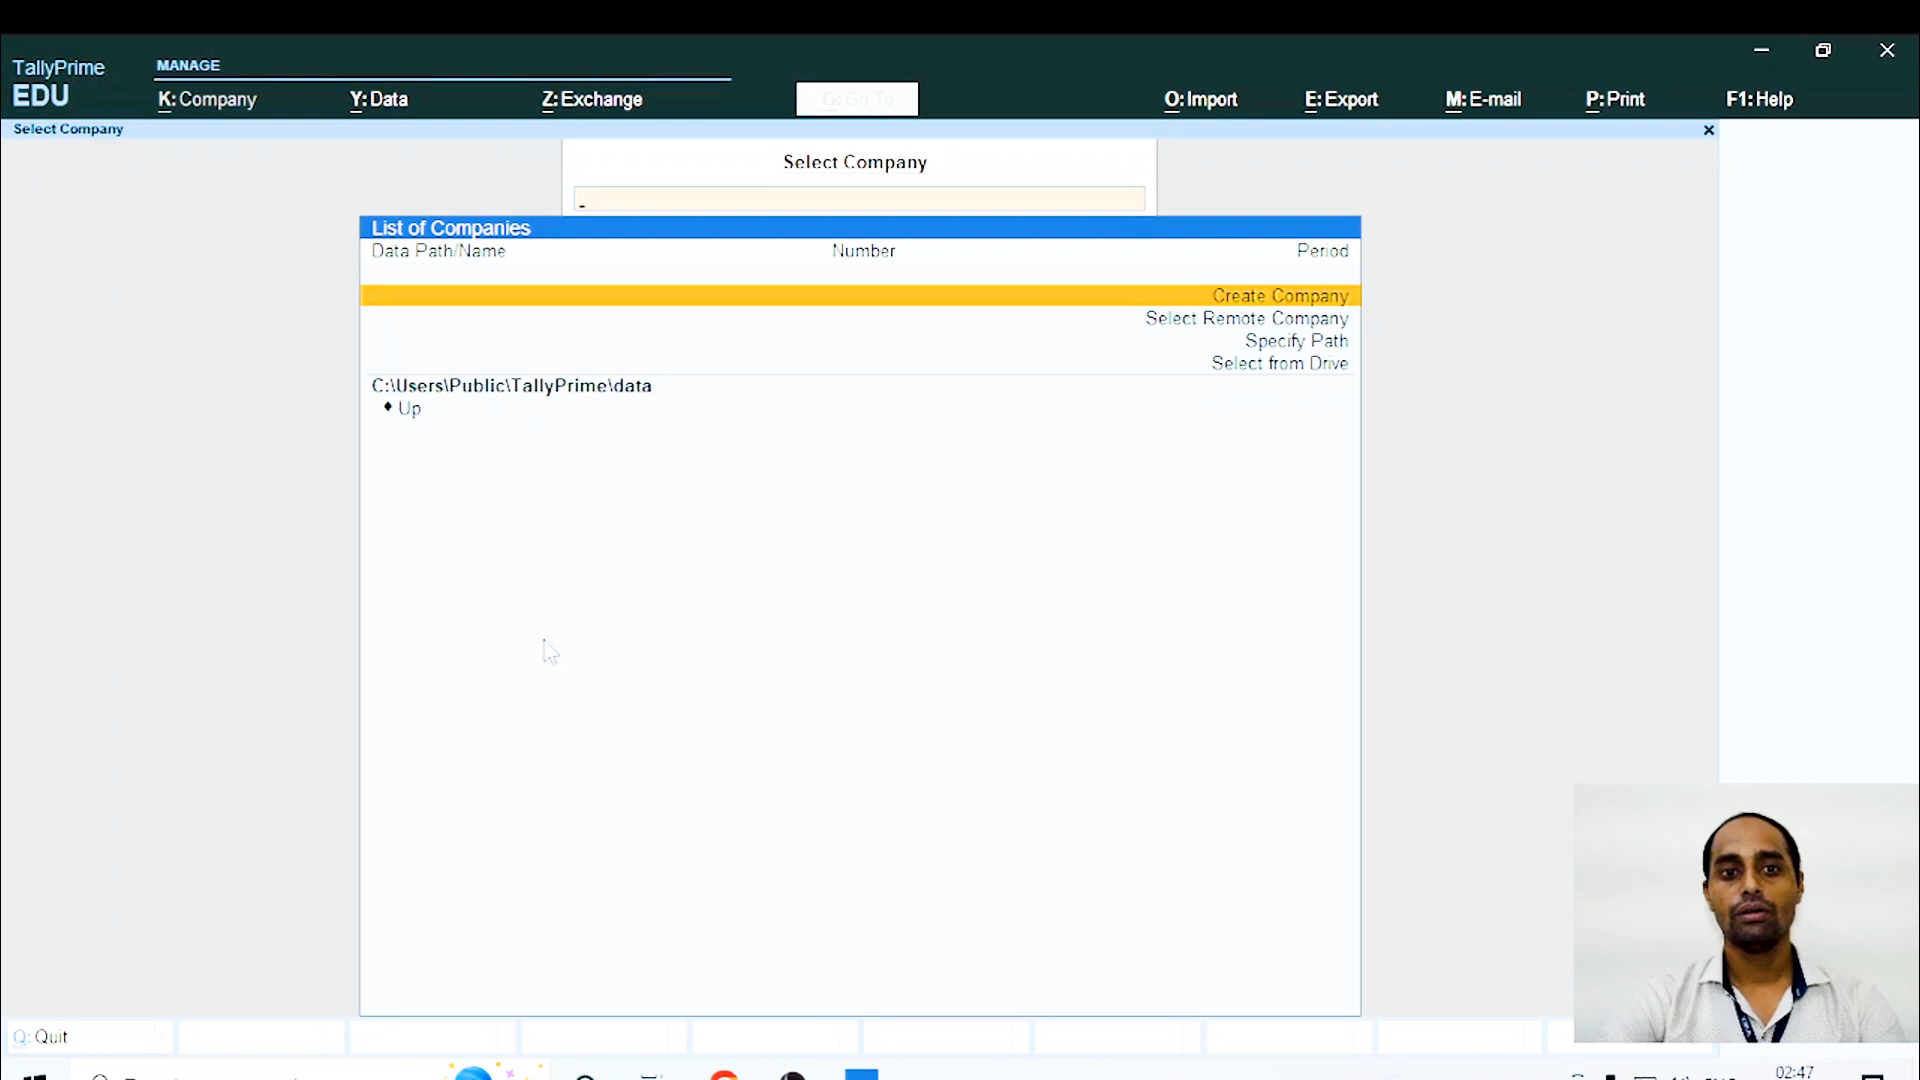 TallyPrime
EDU
MANAGE
K: Company
Y: Data
Z: Exchange
G: Go To
O: Import
E: Export
M: E-mail
P: Print
F1: Help
Select Company
Select Company
List of Companies
Data Path/Name Number Period
Create Company
Select Remote Company
Specify Path
Select from Drive
C:\Users\Public\TallyPrime\data
♦ Up
Q: Quit
02:47